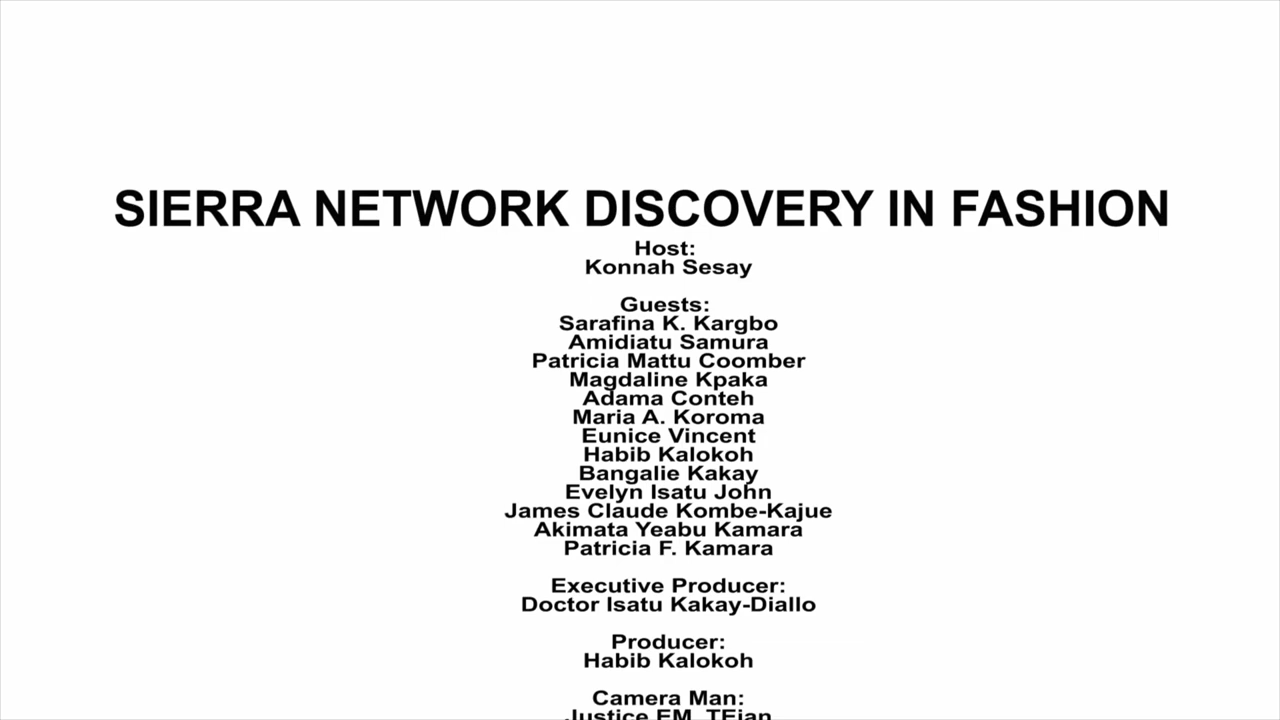 SIERRA NETWORK DISCOVERY IN FASHION
Host:
Konnah Sesay
Guests:
Sarafina K. Kargbo
Amidiatu Samura
Patricia Mattu Coomber
Magdaline Kpaka
Adama Conteh
Maria A. Koroma
Eunice Vincent
Habib Kalokoh
Bangalie Kakay
Evelyn Isatu John
James Claude Kombe-Kajue
Akimata Yeabu Kamara
Patricia F. Kamara
Executive Producer:
Doctor Isatu Kakay-Diallo
Producer:
Habib Kalokoh
Camera Man:
Justice EM.